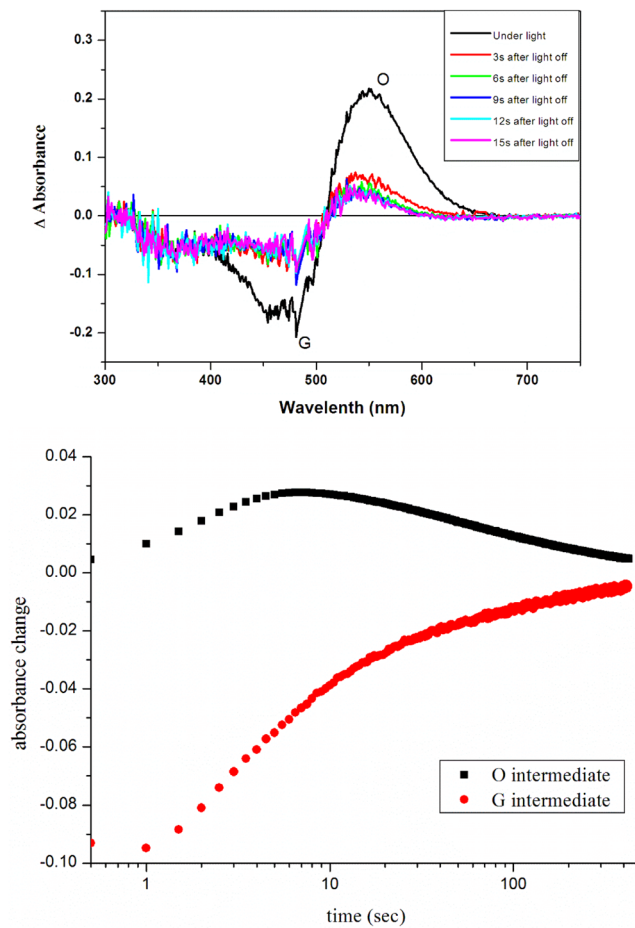 Under light
3s after light off
6s after light off
9s after light off
12s after light off
15s after light off
O
G
Δ Absorbance
0.3
0.2
0.1
0.0
-0.1
-0.2
300 400 500 600 700
Wavelenth (nm)
0.04
0.02
0.00
-0.02
-0.04
-0.06
-0.08
-0.10
absorbance change
O intermediate
G intermediate
1 10 100
time (sec)